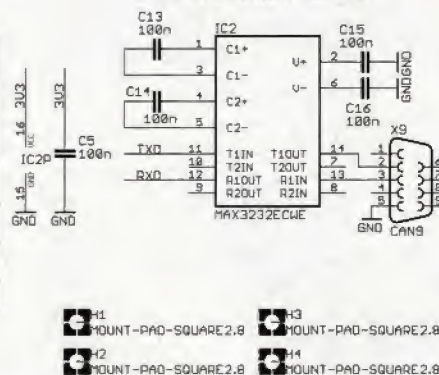 C13
100n
IC2
1 C1+
3 C1-
C14
100n
4 C2+
5 C2-
V+ 2
V- 6
C15
100n
GND
GND
C16
100n
3V3
3V3
16
VCC
IC2P
15
GND
C5
100n
GND
GND
TXD 11 T1IN T1OUT 14
10 T2IN T2OUT 7
RXD 12 R1OUT R1IN 13
9 R2OUT R2IN 8
MAX3232ECWE
X9
1
2
3
4
5
6
7
8
9
GND
CAN9
H1
MOUNT-PAD-SQUARE2.8
H3
MOUNT-PAD-SQUARE2.8
H2
MOUNT-PAD-SQUARE2.8
H4
MOUNT-PAD-SQUARE2.8